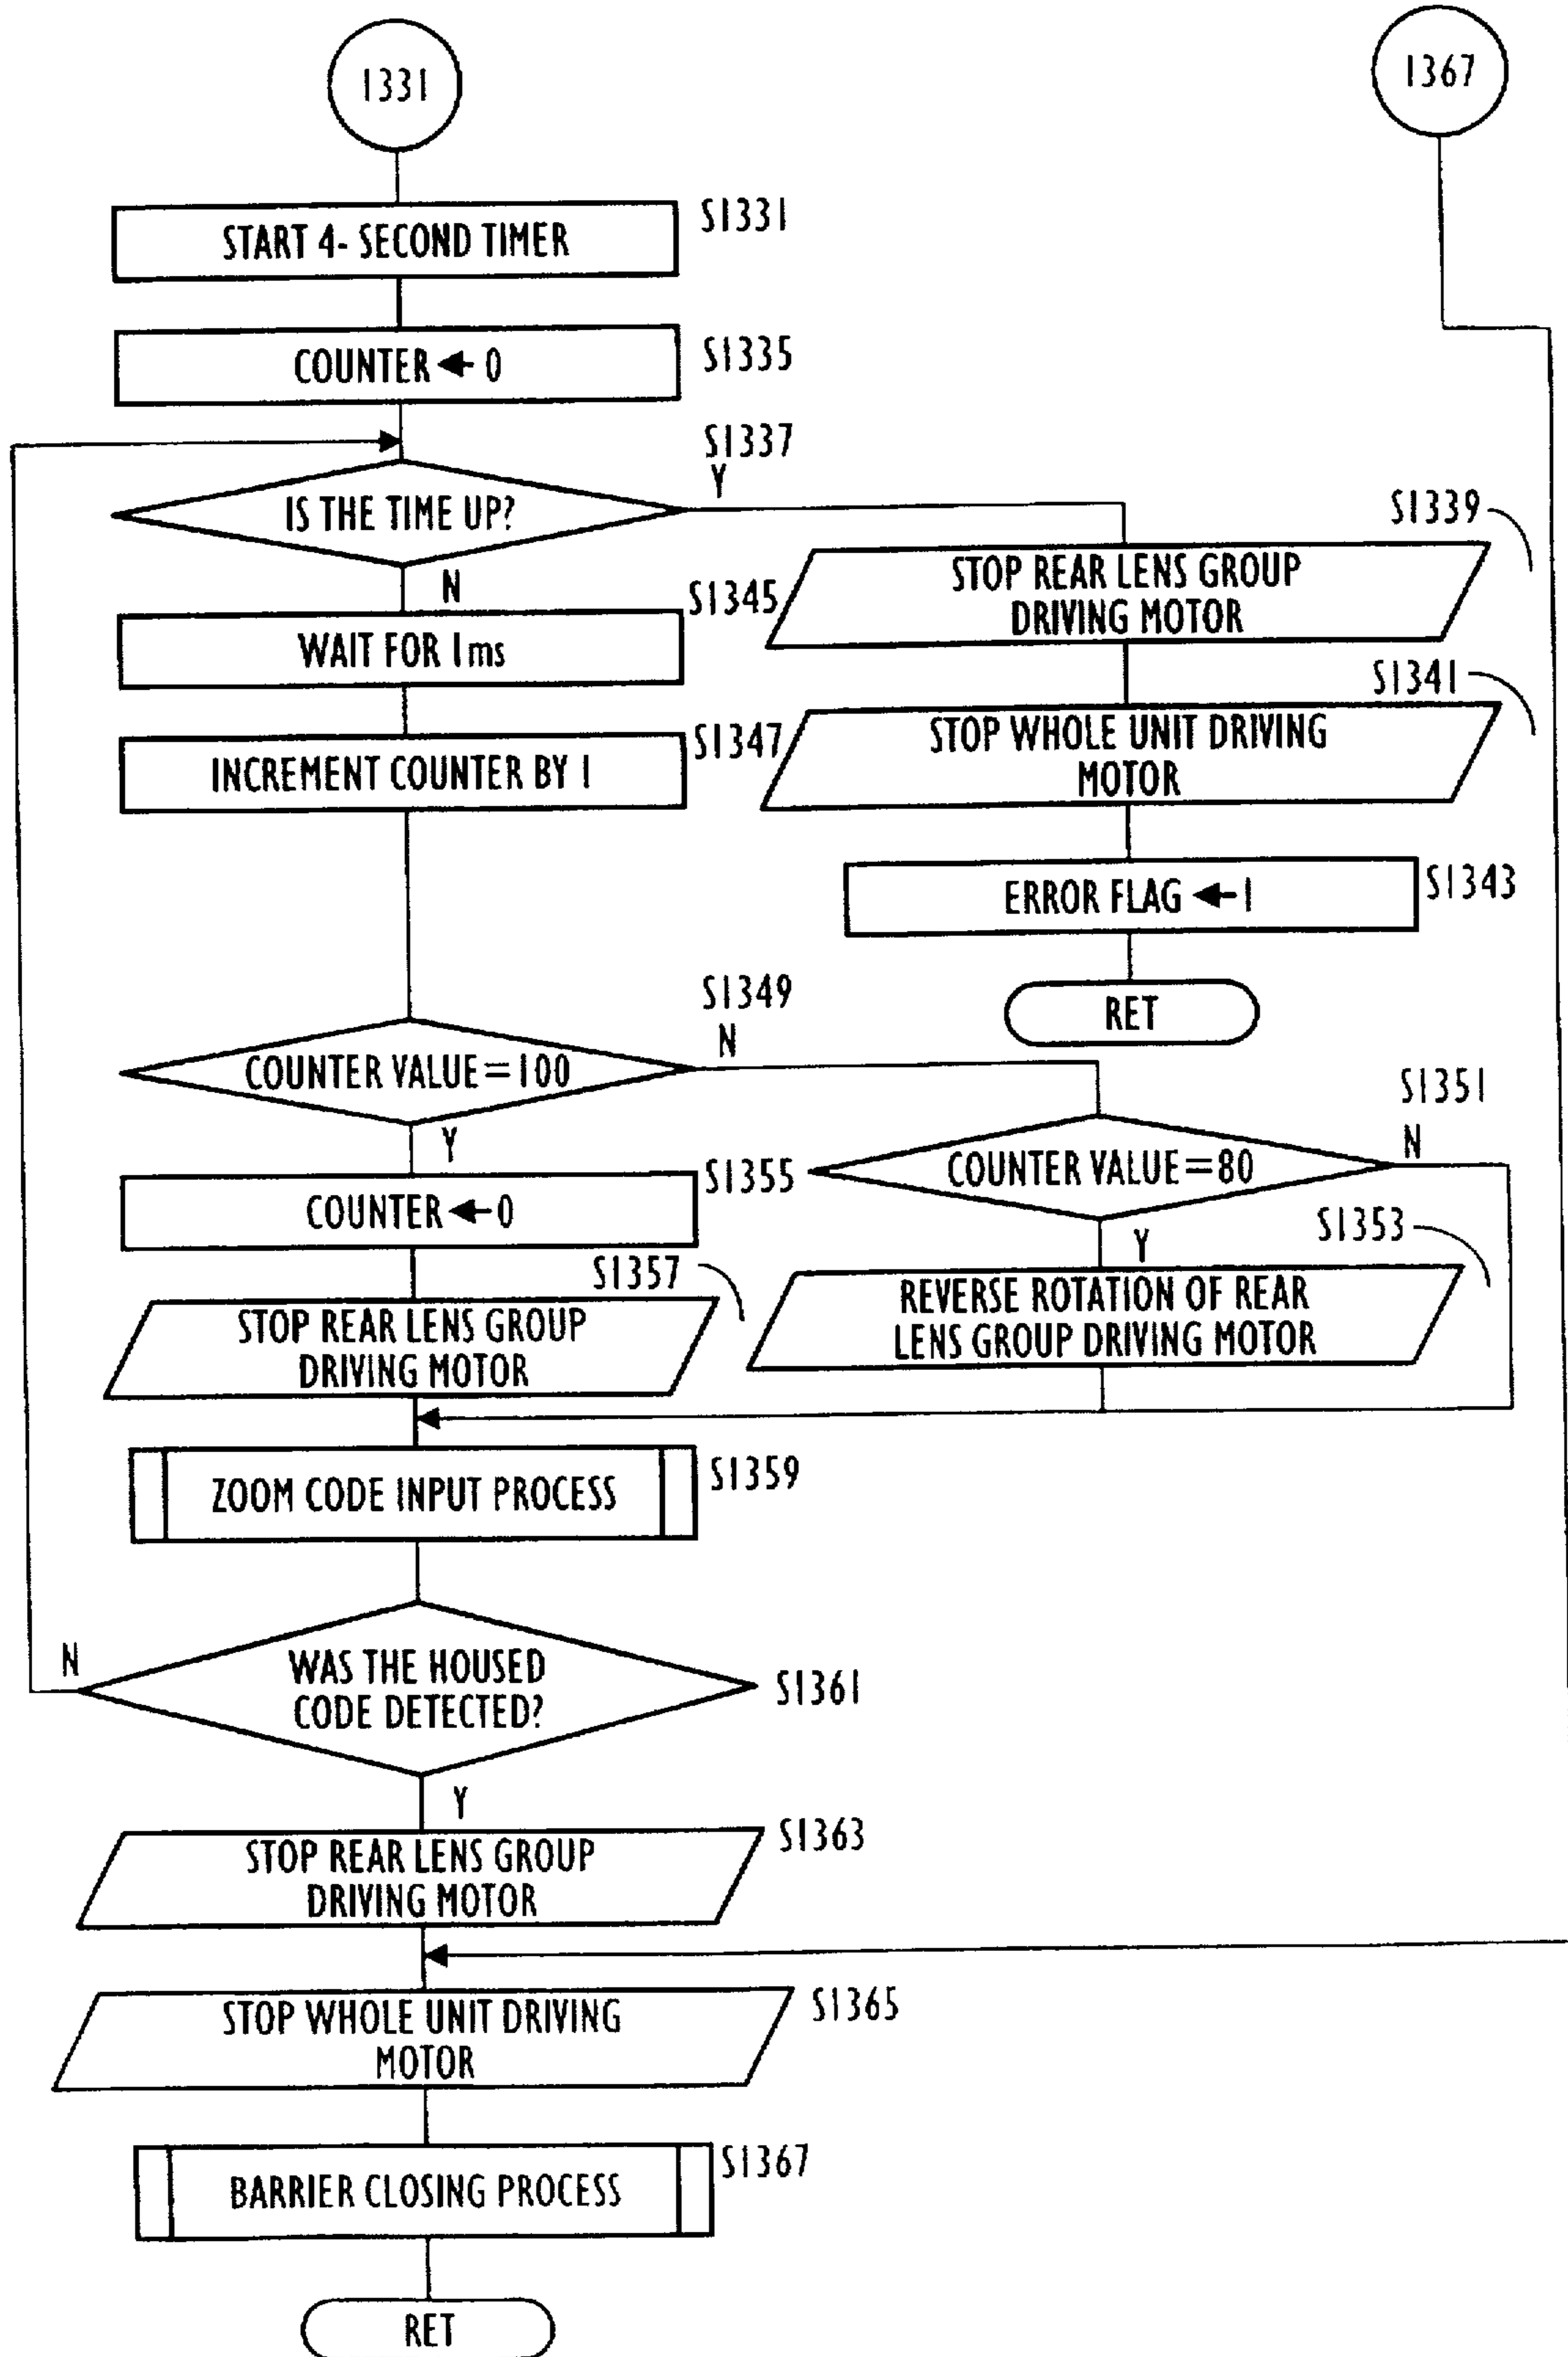 1331
1367
S1331
START 4- SECOND TIMER
S1335
COUNTER ← 0
S1337
IS THE TIME UP?
Y
N
S1339
STOP REAR LENS GROUP
DRIVING MOTOR
S1345
WAIT FOR 1ms
S1341
STOP WHOLE UNIT DRIVING
MOTOR
S1347
INCREMENT COUNTER BY 1
S1343
ERROR FLAG ← 1
RET
S1349
COUNTER VALUE=100
N
Y
S1351
COUNTER VALUE=80
N
Y
S1355
COUNTER ← 0
S1353
REVERSE ROTATION OF REAR
LENS GROUP DRIVING MOTOR
S1357
STOP REAR LENS GROUP
DRIVING MOTOR
S1359
ZOOM CODE INPUT PROCESS
N
WAS THE HOUSED
CODE DETECTED?
S1361
Y
S1363
STOP REAR LENS GROUP
DRIVING MOTOR
S1365
STOP WHOLE UNIT DRIVING
MOTOR
S1367
BARRIER CLOSING PROCESS
RET